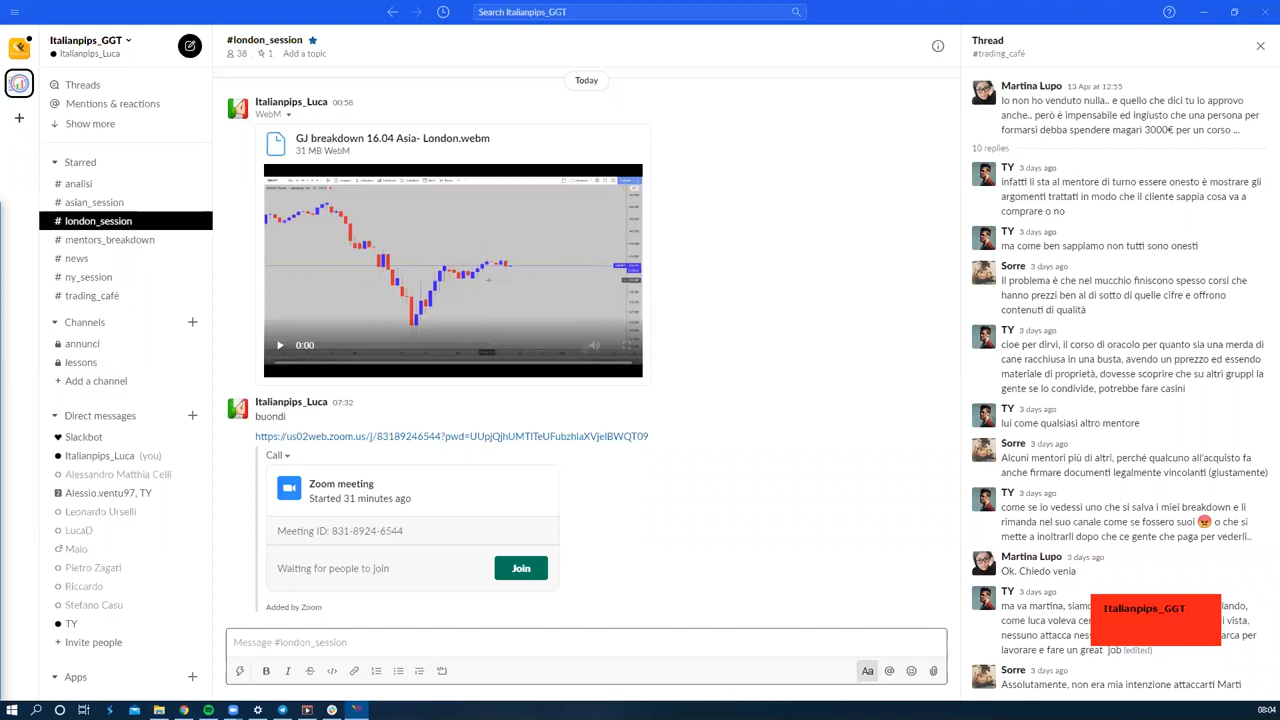 Search Italianpips_GGT
Italianpips_GGT
Italianpips_Luca
Threads
Mentions & reactions
Show more
Starred
# analisi
# asian_session
# london_session
# mentors_breakdown
# news
# ny_session
# trading_café
Channels
annunci
lessons
+ Add a channel
Direct messages
Slackbot
Italianpips_Luca (you)
Alessandro Matthia Celli
2 Alessio.ventu97, TY
Leonardo Urselli
LucaD
Maio
Pietro Zagati
Riccardo
Stefano Casu
TY
+ Invite people
Apps
#london_session
38 1 Add a topic
Today
Italianpips_Luca 00:58
WebM
GJ breakdown 16.04 Asia- London.webm
31 MB WebM
0:00
Italianpips_Luca 07:32
buondi
https://us02web.zoom.us/j/83189246544?pwd=UUpjQjhUMTlTeUFubzhlaXVjelBWQT09
Call
Zoom meeting
Started 31 minutes ago
Meeting ID: 831-8924-6544
Waiting for people to join
Join
Added by Zoom
Message #london_session
B I Aa @
Thread
#trading_café
Martina Lupo 13 Apr at 12:55
Io non ho venduto nulla.. e quello che dici tu lo approvo
anche.. però è impensabile ed ingiusto che una persona per
formarsi debba spendere magari 3000€ per un corso ...
10 replies
TY 3 days ago
infatti li sta al mentore di turno essere onesto è mostrare gli
argomenti trattati in modo che il cliente sappia cosa va a
comprare o no
TY 3 days ago
ma come ben sappiamo non tutti sono onesti
Sorre 3 days ago
Il problema è che nel mucchio finiscono spesso corsi che
hanno prezzi ben al di sotto di quelle cifre e offrono
contenuti di qualità
TY 3 days ago
cioe per dirvi, il corso di oracolo per quanto sia una merda di
cane racchiusa in una busta, avendo un pprezzo ed essendo
materiale di proprietà, dovesse scoprire che su altri gruppi la
gente se lo condivide, potrebbe fare casini
TY 3 days ago
lui come qualsiasi altro mentore
Sorre 3 days ago
Alcuni mentori più di altri, perché qualcuno all'acquisto fa
anche firmare documenti legalmente vincolanti (giustamente)
TY 3 days ago
come se io vedessi uno che si salva i miei breakdown e li
rimanda nel suo canale come se fossero suoi o che si
mette a inoltrarli dopo che ce gente che paga per vederli..
Martina Lupo 3 days ago
Ok. Chiedo venia
TY 3 days ago
ma va martina, siamo lando,
come luca voleva i vista,
nessuno attacca arca per
lavorare e fare un great job (edited)
Italianpips_GGT
Sorre 3 days ago
Assolutamente, non era mia intenzione attaccarti Marti
08:04